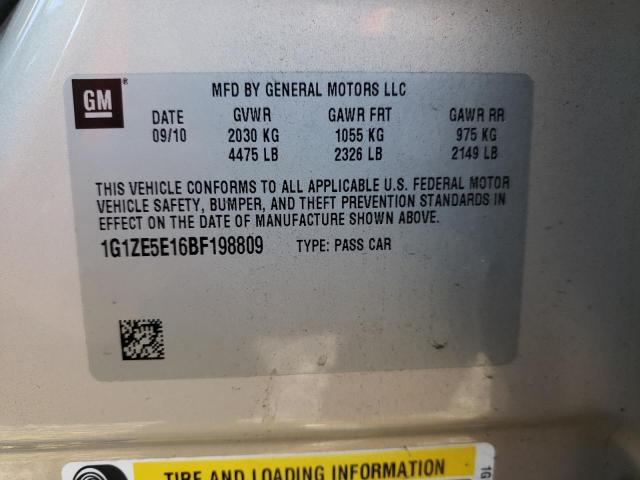 GM ®
MFD BY GENERAL MOTORS LLC
DATE GVWR GAWR FRT GAWR RR
09/10 2030 KG 1055 KG 975 KG
4475 LB 2326 LB 2149 LB
THIS VEHICLE CONFORMS TO ALL APPLICABLE U.S. FEDERAL MOTOR
VEHICLE SAFETY, BUMPER, AND THEFT PREVENTION STANDARDS IN
EFFECT ON THE DATE OF MANUFACTURE SHOWN ABOVE.
1G1ZE5E16BF198809 TYPE: PASS CAR
TIRE AND LOADING INFORMATION
1G